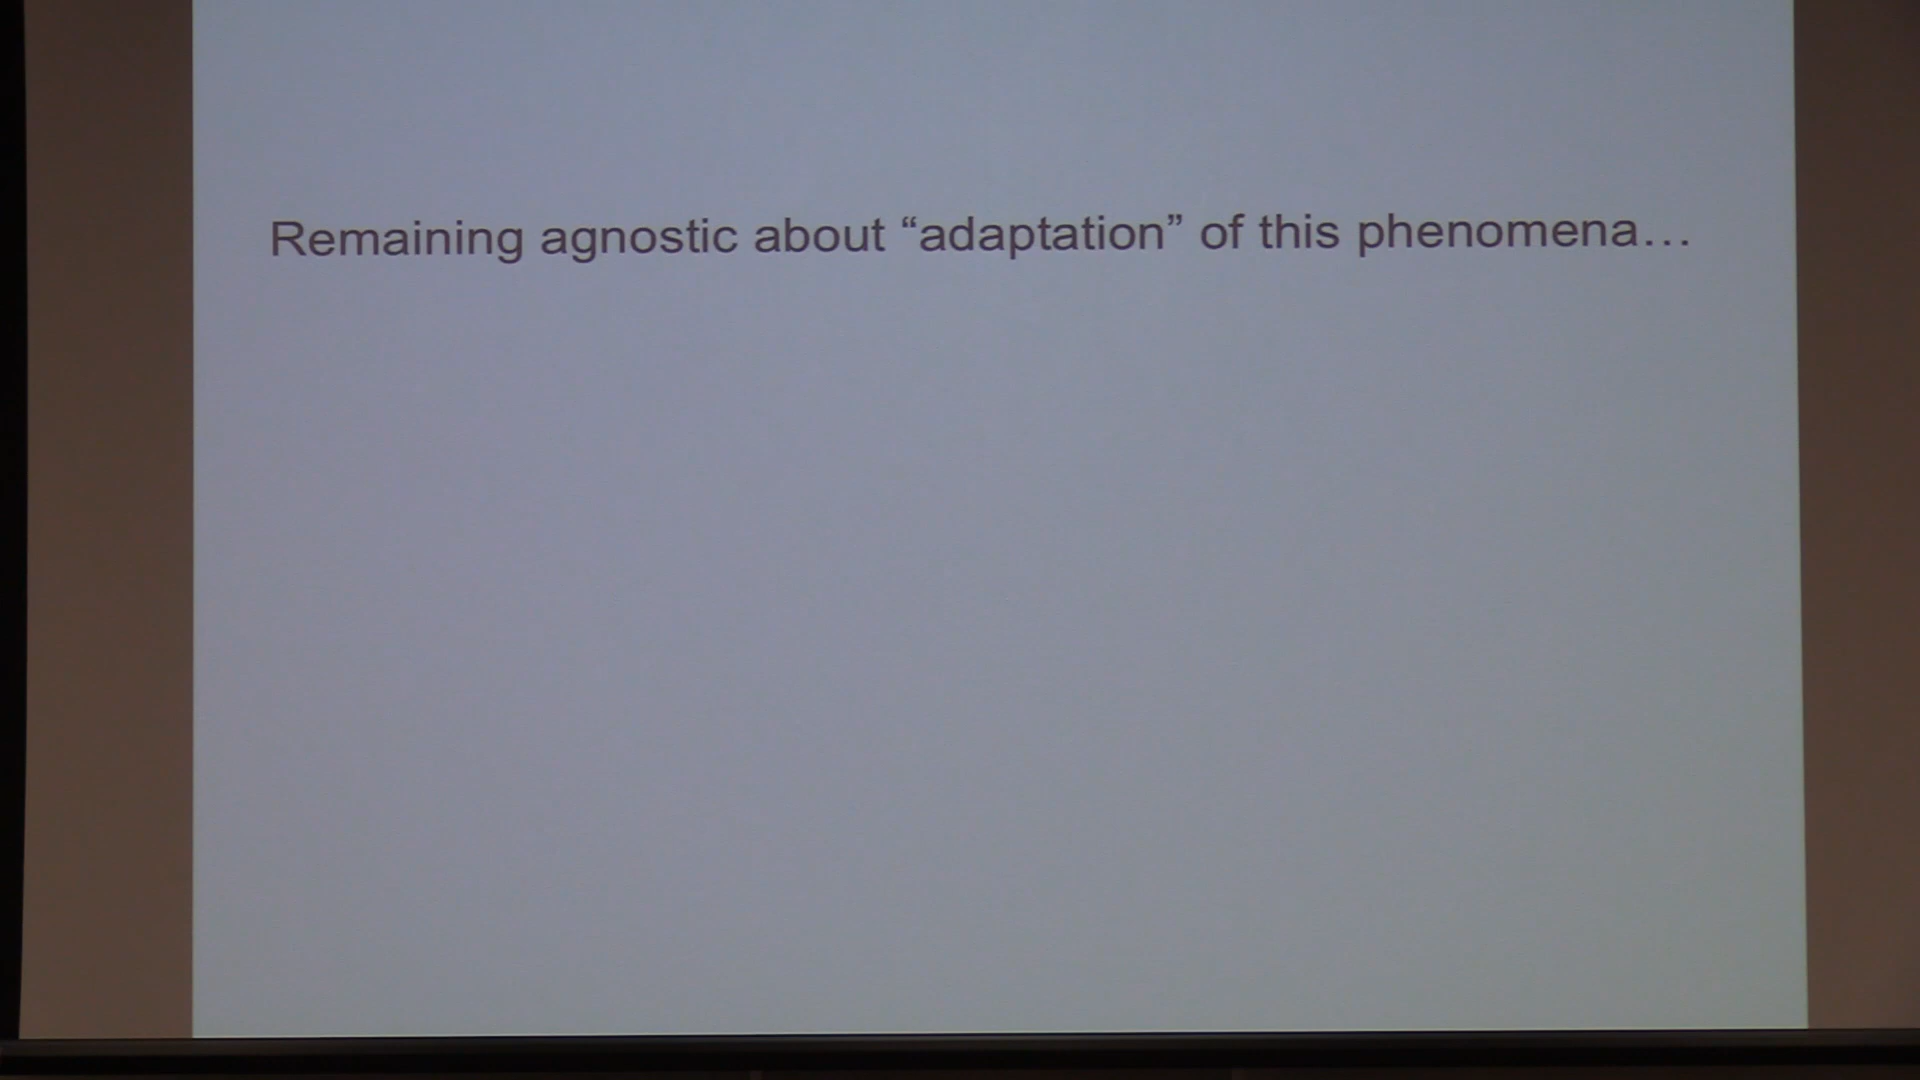 Remaining agnostic about “adaptation” of this phenomena…